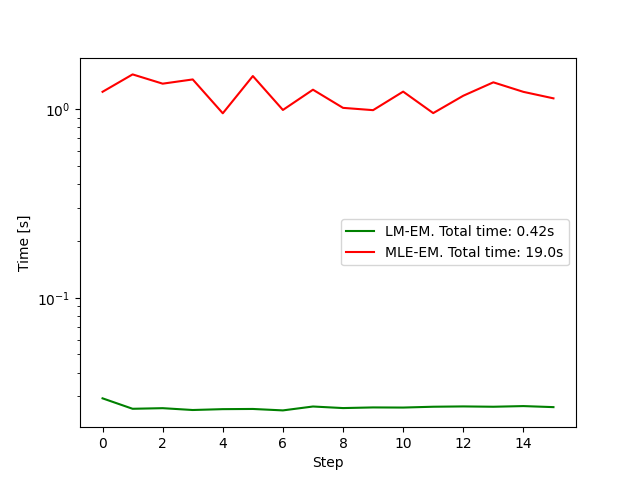 10⁰
10⁻¹
Time [s]
LM-EM. Total time: 0.42s
MLE-EM. Total time: 19.0s
0 2 4 6 8 10 12 14
Step